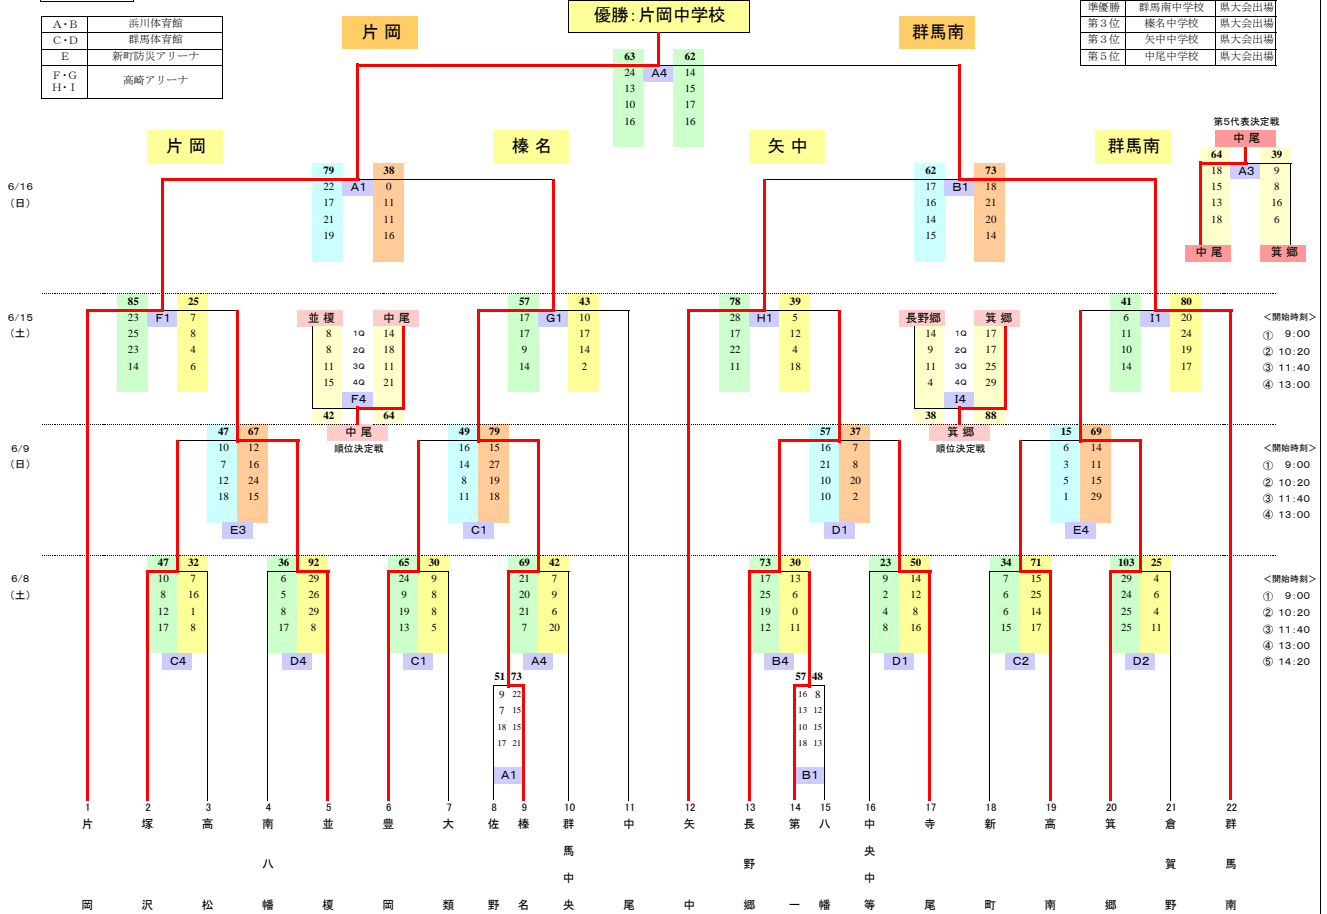 優勝：片岡中学校
A・B 浜川体育館
C・D 群馬体育館
E 新町防災アリーナ
F・G H・I 高崎アリーナ
準優勝 群馬南中学校 県大会出場
第３位 榛名中学校 県大会出場
第３位 矢中中学校 県大会出場
第５位 中尾中学校 県大会出場
片岡 群馬南
63 A4 62
24 14
13 15
10 17
16 16
片岡 榛名 矢中 群馬南
第5代表決定戦
中尾
64 A3 39
18 9
15 8
13 16
18 6
中尾 箕郷
6/16
（日）
79 A1 38
22 0
17 11
21 11
19 16
62 B1 73
17 18
16 21
14 20
15 14
6/15
（土）
85 F1 25
23 7
25 8
23 4
14 6
並榎 中尾
8 1Q 14
8 2Q 18
11 3Q 11
15 4Q 21
F4
42 64
中尾
順位決定戦
57 G1 43
17 10
17 17
9 14
14 2
78 H1 39
28 5
17 12
22 4
11 18
長野郷 箕郷
14 1Q 17
9 2Q 17
11 3Q 25
4 4Q 29
I4
38 88
箕郷
順位決定戦
41 I1 80
6 20
11 24
10 19
14 17
＜開始時刻＞
① 9:00
② 10:20
③ 11:40
④ 13:00
6/9
（日）
47 67
10 12
7 16
12 24
18 15
E3
49 79
16 15
14 27
8 19
11 18
C1
57 37
16 7
21 8
10 20
10 2
D1
15 69
6 14
3 11
5 15
1 29
E4
＜開始時刻＞
① 9:00
② 10:20
③ 11:40
④ 13:00
6/8
（土）
47 32
10 7
8 16
12 1
17 8
C4
36 92
6 29
5 26
8 29
17 8
D4
65 30
24 9
9 8
19 8
13 5
C1
69 42
21 7
20 9
21 6
7 20
A4
73 30
17 13
25 6
19 0
12 11
B4
23 50
9 14
2 12
4 8
8 16
D1
34 71
7 15
6 25
6 14
15 17
C2
103 25
29 4
24 6
25 4
25 11
D2
＜開始時刻＞
① 9:00
② 10:20
③ 11:40
④ 13:00
⑤ 14:20
51 73
9 22
7 15
18 15
17 21
A1
57 48
16 8
13 12
10 15
18 13
B1
1 片岡
2 塚沢
3 高松
4 南八幡
5 並榎
6 豊岡
7 大類
8 佐野
9 榛名
10 群馬中央
11 中尾
12 矢中
13 長野郷
14 第一
15 八幡
16 中央中等
17 寺尾
18 新町
19 高南
20 箕郷
21 倉賀野
22 群馬南